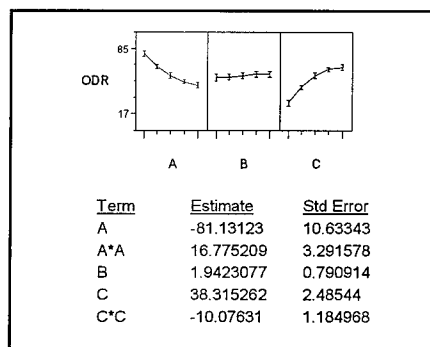 85
ODR
17
A B C
Term Estimate Std Error
A -81.13123 10.63343
A*A 16.775209 3.291578
B 1.9423077 0.790914
C 38.315262 2.48544
C*C -10.07631 1.184968